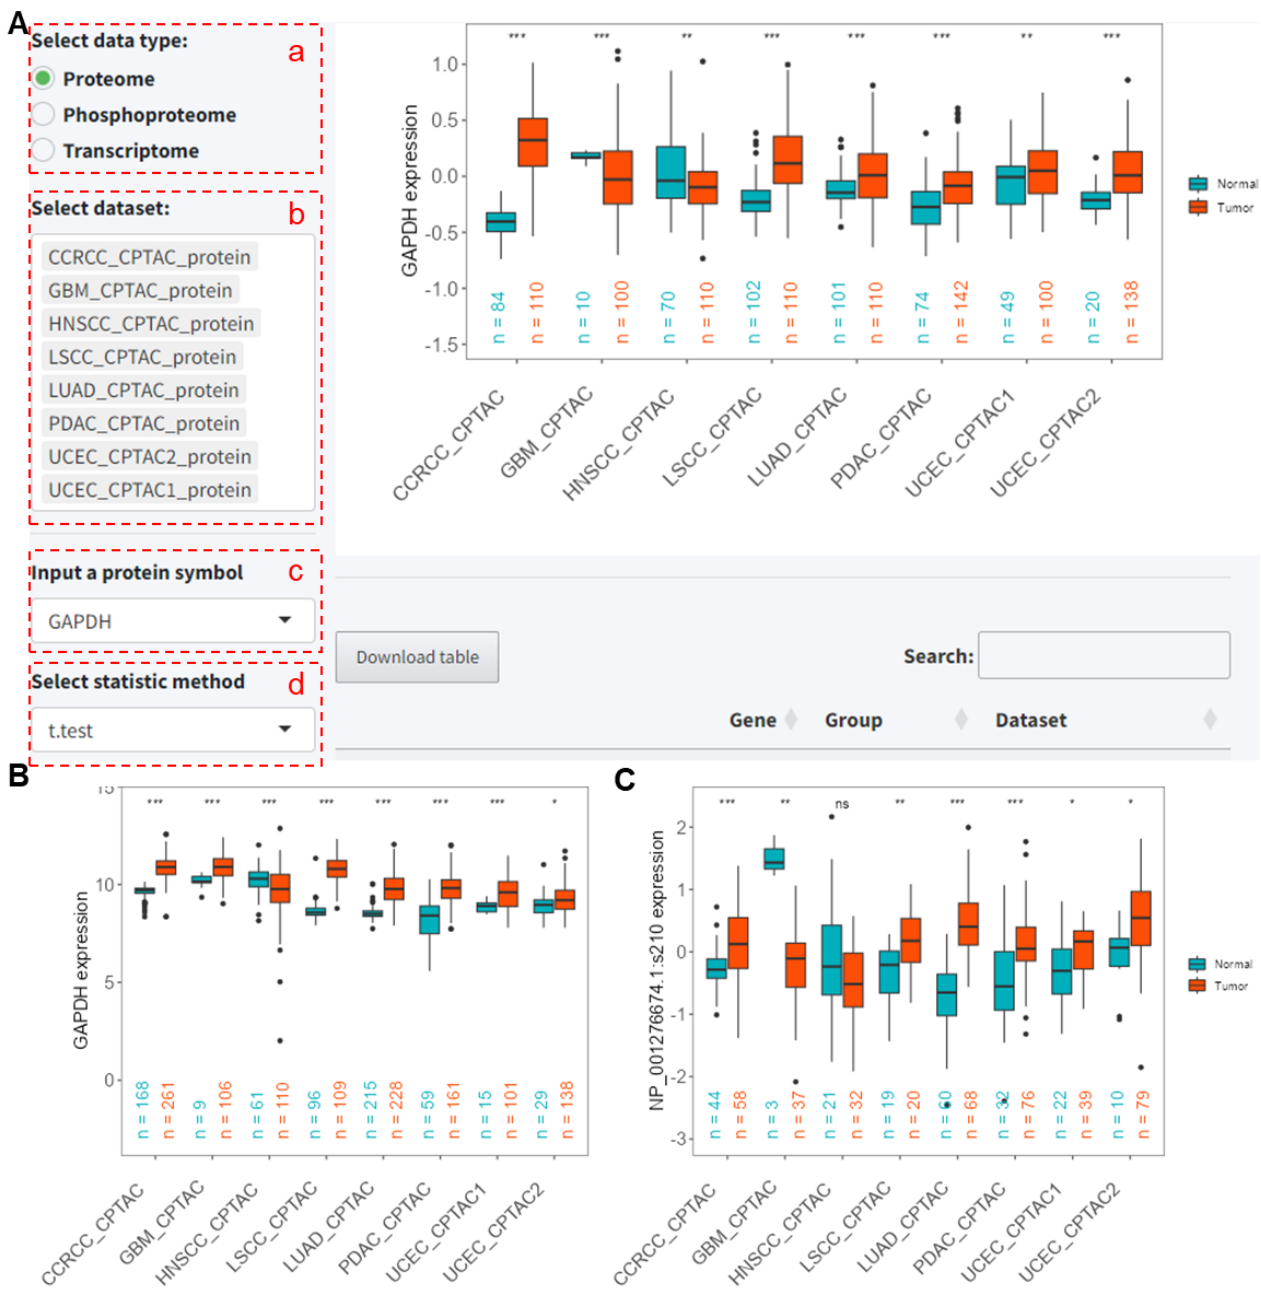 A
Select data type:
a
Proteome
Phosphoproteome
Transcriptome
Select dataset:
b
CCRCC_CPTAC_protein
GBM_CPTAC_protein
HNSCC_CPTAC_protein
LSCC_CPTAC_protein
LUAD_CPTAC_protein
PDAC_CPTAC_protein
UCEC_CPTAC2_protein
UCEC_CPTAC1_protein
Input a protein symbol
c
GAPDH
Select statistic method
d
t.test
*** *** ** *** *** *** ** ***
GAPDH expression
1.0
0.5
0.0
-0.5
-1.0
-1.5
n = 84 n = 110 n = 10 n = 100 n = 70 n = 110 n = 102 n = 110 n = 101 n = 110 n = 74 n = 142 n = 49 n = 100 n = 20 n = 138
CCRCC_CPTAC GBM_CPTAC HNSCC_CPTAC LSCC_CPTAC LUAD_CPTAC PDAC_CPTAC UCEC_CPTAC1 UCEC_CPTAC2
Normal
Tumor
Download table
Search:
Gene Group Dataset
B
*** *** *** *** *** *** *** *
GAPDH expression
15
10
5
0
n = 168 n = 261 n = 9 n = 106 n = 61 n = 110 n = 96 n = 109 n = 215 n = 228 n = 59 n = 161 n = 15 n = 101 n = 29 n = 138
CCRCC_CPTAC GBM_CPTAC HNSCC_CPTAC LSCC_CPTAC LUAD_CPTAC PDAC_CPTAC UCEC_CPTAC1 UCEC_CPTAC2
C
*** ** ns ** *** *** * *
NP_001276674.1:s210 expression
2
1
0
-1
-2
-3
n = 44 n = 58 n = 3 n = 37 n = 21 n = 32 n = 19 n = 20 n = 60 n = 68 n = 32 n = 76 n = 22 n = 39 n = 10 n = 79
CCRCC_CPTAC GBM_CPTAC HNSCC_CPTAC LSCC_CPTAC LUAD_CPTAC PDAC_CPTAC UCEC_CPTAC1 UCEC_CPTAC2
Normal
Tumor